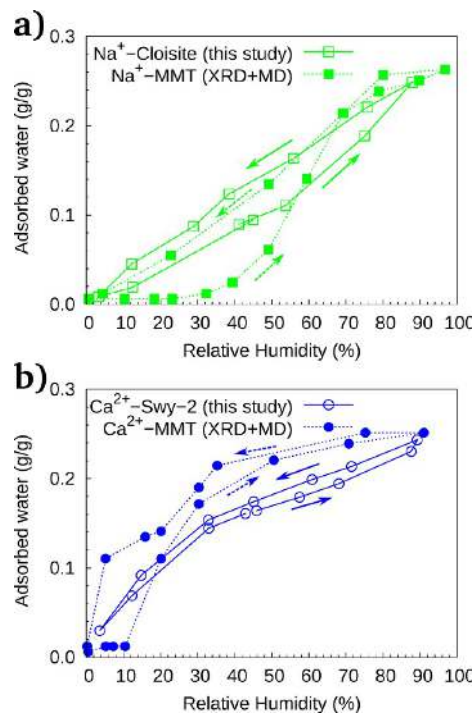 a)
0.3
Na⁺−Cloisite (this study)
Na⁺−MMT (XRD+MD)
0.2
0.1
0.0
Adsorbed water (g/g)
0 10 20 30 40 50 60 70 80 90 100
Relative Humidity (%)
b)
0.3
Ca²⁺−Swy−2 (this study)
Ca²⁺−MMT (XRD+MD)
0.2
0.1
0.0
Adsorbed water (g/g)
0 10 20 30 40 50 60 70 80 90 100
Relative Humidity (%)